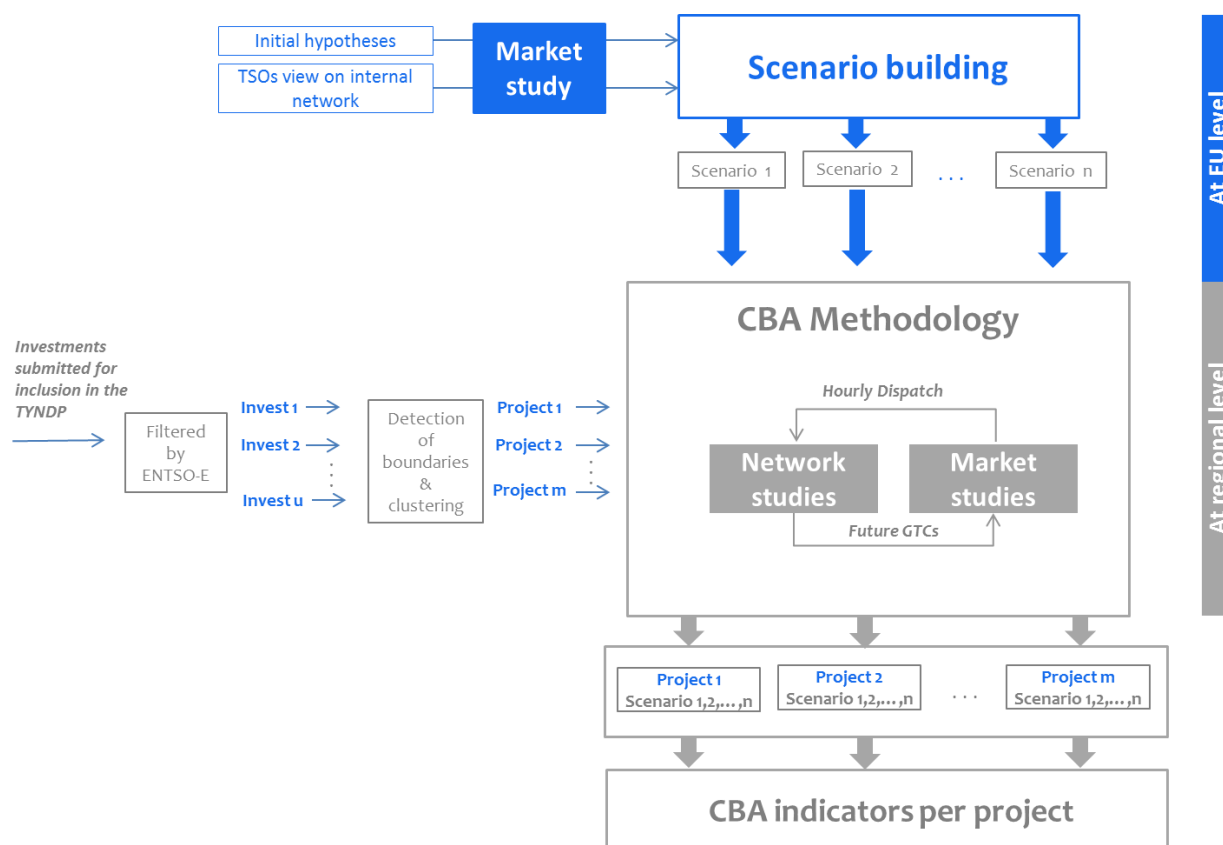 Initial hypotheses
TSOs view on internal
network
Market
study
Scenario building
Scenario 1
Scenario 2
. . .
Scenario n
At EU level
CBA Methodology
Investments
submitted for
inclusion in the
TYNDP
Filtered
by
ENTSO-E
Invest 1
Invest 2
Invest u
Detection
of
boundaries
&
clustering
Project 1
Project 2
Project m
Hourly Dispatch
Network
studies
Market
studies
Future GTCs
At regional level
Project 1
Scenario 1,2,...,n
Project 2
Scenario 1,2,...,n
. . .
Project m
Scenario 1,2,...,n
CBA indicators per project